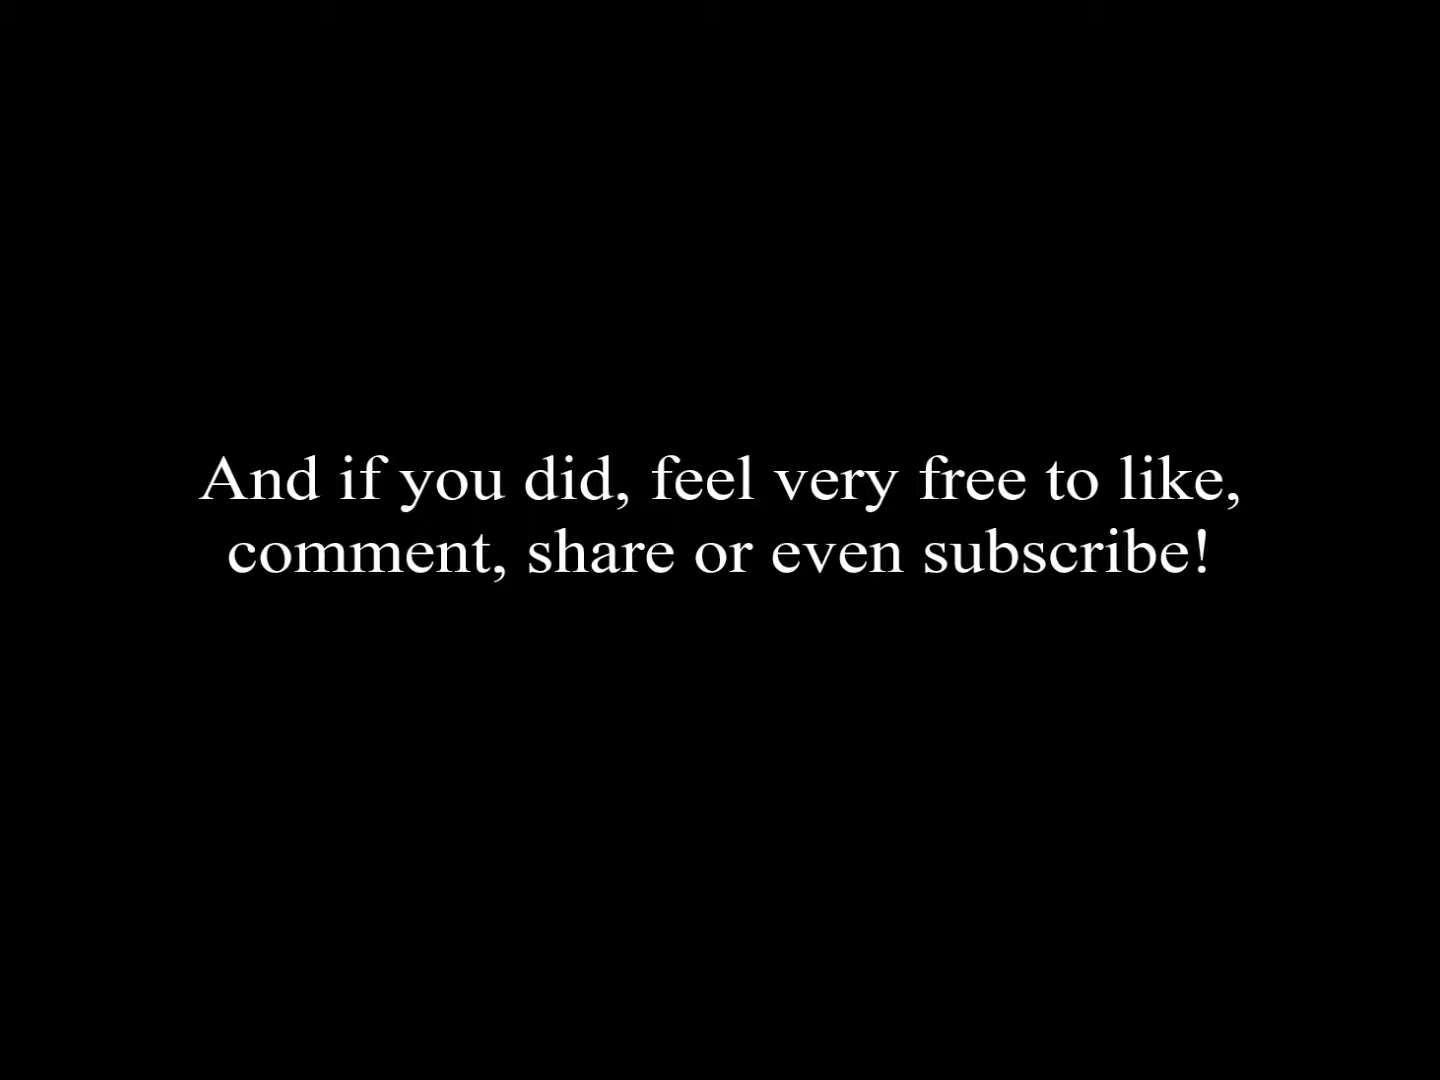 And if you did, feel very free to like,
comment, share or even subscribe!